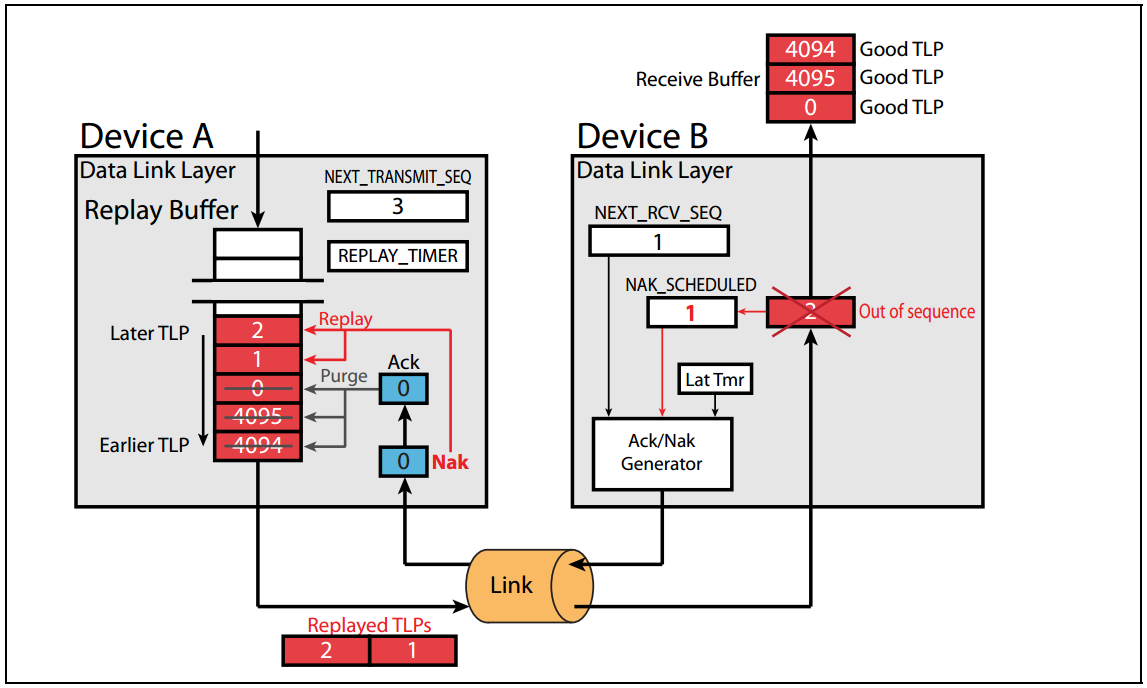 4094 Good TLP
Receive Buffer 4095 Good TLP
0 Good TLP
Device A
Data Link Layer
Replay Buffer
NEXT_TRANSMIT_SEQ
3
REPLAY_TIMER
Later TLP
2
Replay
1
0
Purge
Ack
0
4095
Earlier TLP
4094
0
Nak
Device B
Data Link Layer
NEXT_RCV_SEQ
1
NAK_SCHEDULED
1
2
Out of sequence
Lat Tmr
Ack/Nak
Generator
Link
Replayed TLPs
2 1